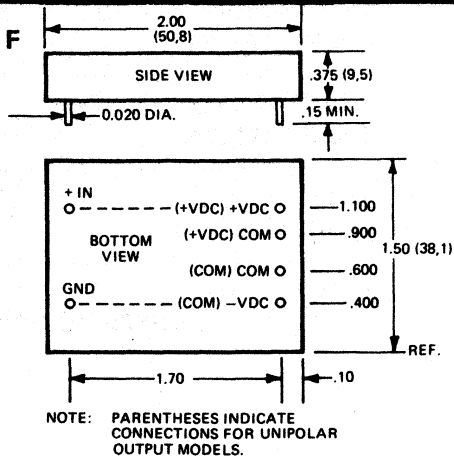 F
2.00
(50,8)
SIDE VIEW
.375 (9,5)
0.020 DIA.
.15 MIN.
+ IN
(+VDC) +VDC
1.100
(+VDC) COM
.900
BOTTOM
VIEW
1.50 (38,1)
(COM) COM
.600
GND
(COM) –VDC
.400
REF.
1.70
.10
NOTE: PARENTHESES INDICATE
CONNECTIONS FOR UNIPOLAR
OUTPUT MODELS.